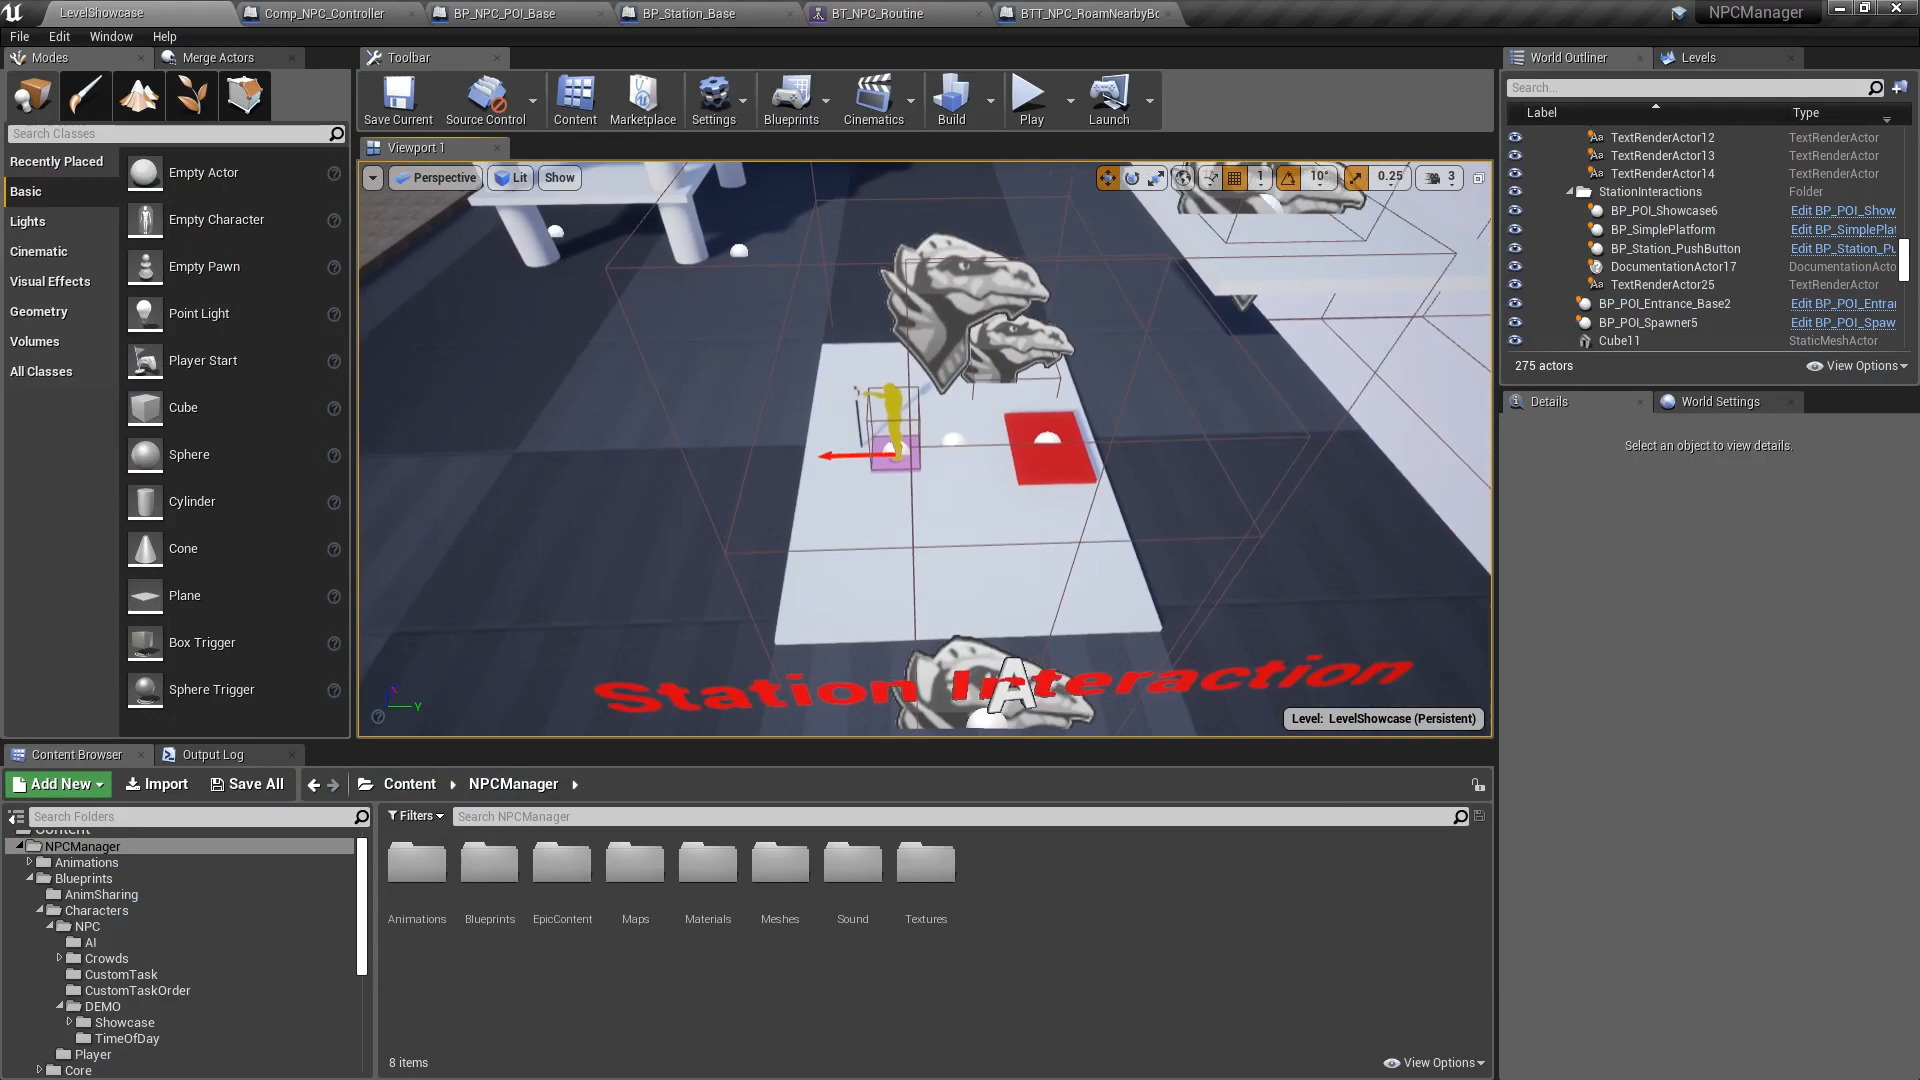 LevelShowcase
Comp_NPC_Controller
BP_NPC_POI_Base
BP_Station_Base
BT_NPC_Routine
BTT_NPC_RoamNearbyBo
NPCManager
File Edit Window Help
Modes
Merge Actors
Toolbar
World Outliner
Levels
Save Current
Source Control
Content
Marketplace
Settings
Blueprints
Cinematics
Build
Play
Launch
Search...
Label
Type
Search Classes
Viewport 1
Perspective
Lit
Show
1
10°
0.25
3
Recently Placed
Basic
Lights
Cinematic
Visual Effects
Geometry
Volumes
All Classes
Empty Actor
Empty Character
Empty Pawn
Point Light
Player Start
Cube
Sphere
Cylinder
Cone
Plane
Box Trigger
Sphere Trigger
TextRenderActor12 TextRenderActor
TextRenderActor13 TextRenderActor
TextRenderActor14 TextRenderActor
StationInteractions Folder
BP_POI_Showcase6 Edit BP_POI_Show
BP_SimplePlatform Edit BP_SimplePlat
BP_Station_PushButton Edit BP_Station_Pu
DocumentationActor17 DocumentationActo
TextRenderActor25 TextRenderActor
BP_POI_Entrance_Base2 Edit BP_POI_Entrar
BP_POI_Spawner5 Edit BP_POI_Spaw
Cube11 StaticMeshActor
275 actors
View Options
Details
World Settings
Select an object to view details.
Station Interaction
A
Y
Level: LevelShowcase (Persistent)
Content Browser
Output Log
Add New
Import
Save All
Content
NPCManager
Search Folders
Filters
Search NPCManager
Content
NPCManager
Animations
Blueprints
AnimSharing
Characters
NPC
AI
Crowds
CustomTask
CustomTaskOrder
DEMO
Showcase
TimeOfDay
Player
Core
Animations
Blueprints
EpicContent
Maps
Materials
Meshes
Sound
Textures
8 items
View Options